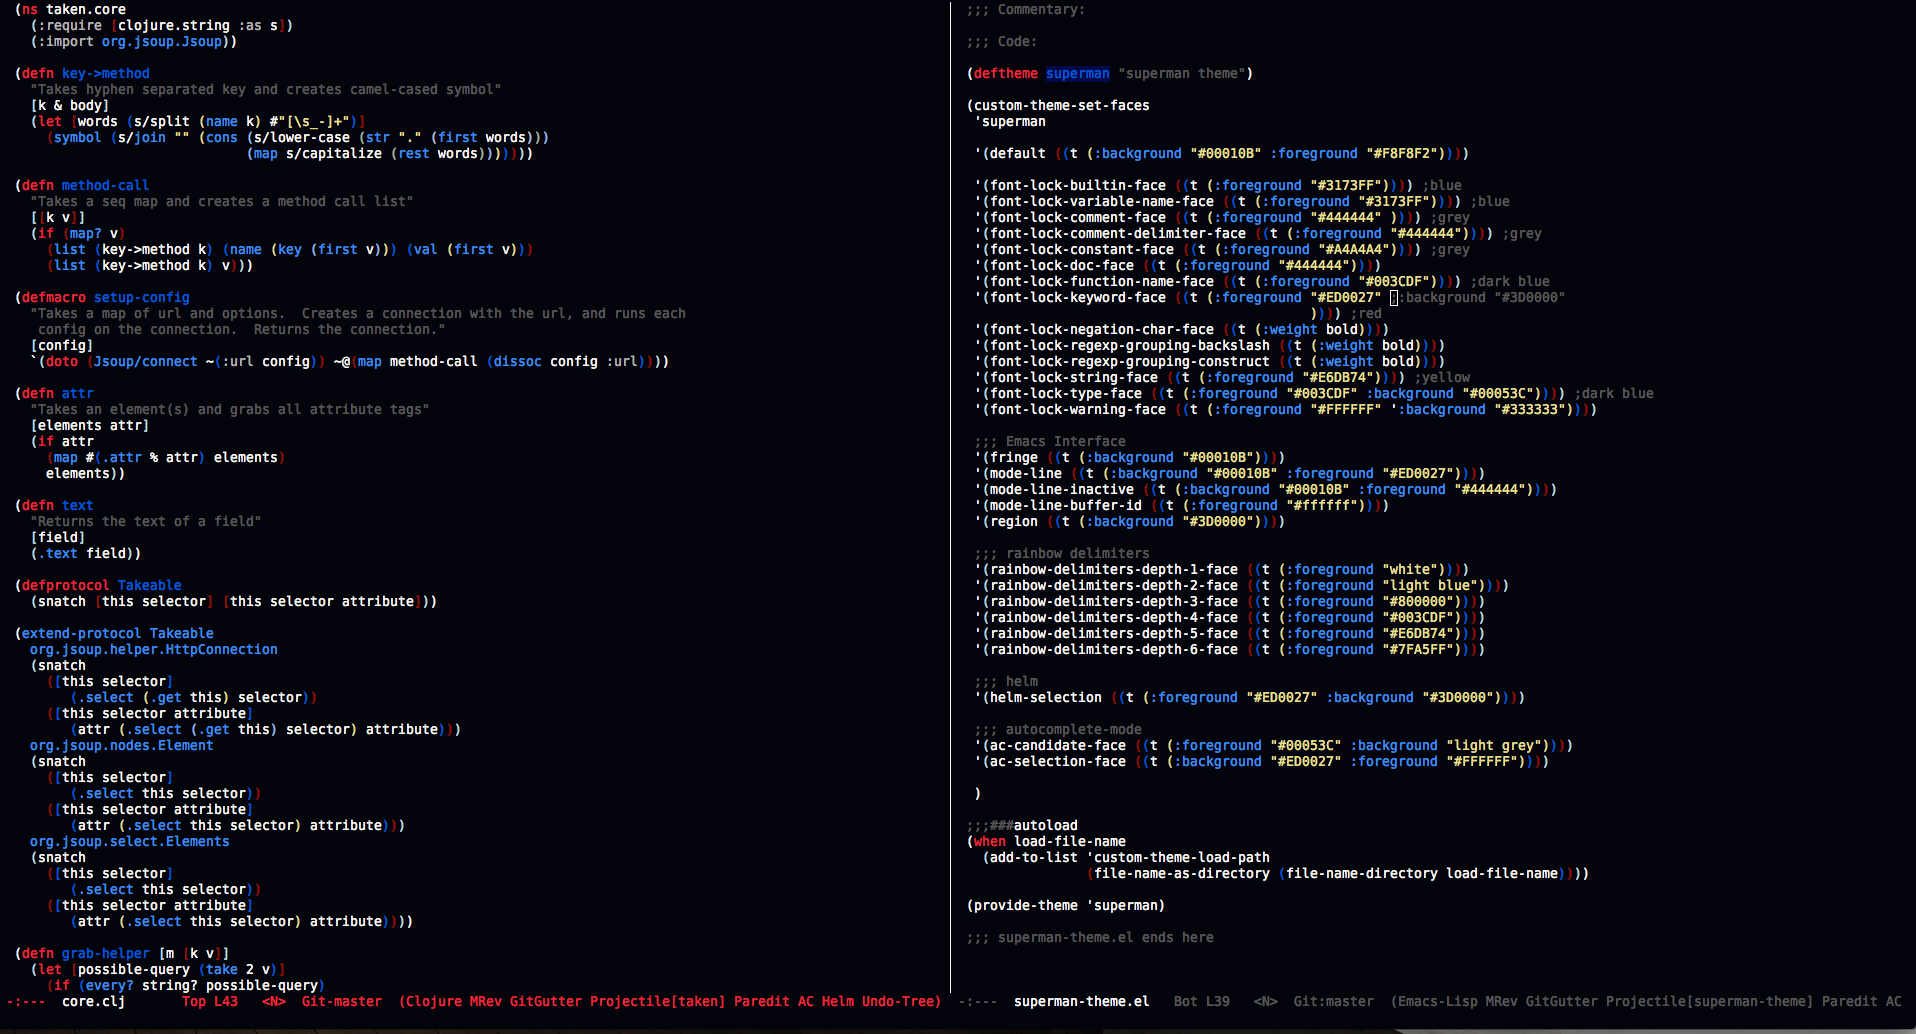 (ns taken.core
  (:require [clojure.string :as s])
  (:import org.jsoup.Jsoup))

(defn key->method
  "Takes hyphen separated key and creates camel-cased symbol"
  [k & body]
  (let [words (s/split (name k) #"[\s_-]+")]
    (symbol (s/join "" (cons (s/lower-case (str "." (first words)))
                             (map s/capitalize (rest words)))))))

(defn method-call
  "Takes a seq map and creates a method call list"
  [[k v]]
  (if (map? v)
    (list (key->method k) (name (key (first v))) (val (first v)))
    (list (key->method k) v)))

(defmacro setup-config
  "Takes a map of url and options.  Creates a connection with the url, and runs each
   config on the connection.  Returns the connection."
  [config]
  `(doto (Jsoup/connect ~(:url config)) ~@(map method-call (dissoc config :url))))

(defn attr
  "Takes an element(s) and grabs all attribute tags"
  [elements attr]
  (if attr
    (map #(.attr % attr) elements)
    elements))

(defn text
  "Returns the text of a field"
  [field]
  (.text field))

(defprotocol Takeable
  (snatch [this selector] [this selector attribute]))

(extend-protocol Takeable
  org.jsoup.helper.HttpConnection
  (snatch
    ([this selector]
       (.select (.get this) selector))
    ([this selector attribute]
       (attr (.select (.get this) selector) attribute)))
  org.jsoup.nodes.Element
  (snatch
    ([this selector]
       (.select this selector))
    ([this selector attribute]
       (attr (.select this selector) attribute)))
  org.jsoup.select.Elements
  (snatch
    ([this selector]
       (.select this selector))
    ([this selector attribute]
       (attr (.select this selector) attribute))))

(defn grab-helper [m [k v]]
  (let [possible-query (take 2 v)]
    (if (every? string? possible-query)
-:---  core.clj       Top L43   <N>  Git-master  (Clojure MRev GitGutter Projectile[taken] Paredit AC Helm Undo-Tree)
;;; Commentary:

;;; Code:

(deftheme superman "superman theme")

(custom-theme-set-faces
 'superman

 '(default ((t (:background "#00010B" :foreground "#F8F8F2"))))

 '(font-lock-builtin-face ((t (:foreground "#3173FF")))) ;blue
 '(font-lock-variable-name-face ((t (:foreground "#3173FF")))) ;blue
 '(font-lock-comment-face ((t (:foreground "#444444" )))) ;grey
 '(font-lock-comment-delimiter-face ((t (:foreground "#444444")))) ;grey
 '(font-lock-constant-face ((t (:foreground "#A4A4A4")))) ;grey
 '(font-lock-doc-face ((t (:foreground "#444444"))))
 '(font-lock-function-name-face ((t (:foreground "#003CDF")))) ;dark blue
 '(font-lock-keyword-face ((t (:foreground "#ED0027" ;:background "#3D0000"
                                           )))) ;red
 '(font-lock-negation-char-face ((t (:weight bold))))
 '(font-lock-regexp-grouping-backslash ((t (:weight bold))))
 '(font-lock-regexp-grouping-construct ((t (:weight bold))))
 '(font-lock-string-face ((t (:foreground "#E6DB74")))) ;yellow
 '(font-lock-type-face ((t (:foreground "#003CDF" :background "#00053C")))) ;dark blue
 '(font-lock-warning-face ((t (:foreground "#FFFFFF" ':background "#333333"))))

 ;;; Emacs Interface
 '(fringe ((t (:background "#00010B"))))
 '(mode-line ((t (:background "#00010B" :foreground "#ED0027"))))
 '(mode-line-inactive ((t (:background "#00010B" :foreground "#444444"))))
 '(mode-line-buffer-id ((t (:foreground "#ffffff"))))
 '(region ((t (:background "#3D0000"))))

 ;;; rainbow delimiters
 '(rainbow-delimiters-depth-1-face ((t (:foreground "white"))))
 '(rainbow-delimiters-depth-2-face ((t (:foreground "light blue"))))
 '(rainbow-delimiters-depth-3-face ((t (:foreground "#800000"))))
 '(rainbow-delimiters-depth-4-face ((t (:foreground "#003CDF"))))
 '(rainbow-delimiters-depth-5-face ((t (:foreground "#E6DB74"))))
 '(rainbow-delimiters-depth-6-face ((t (:foreground "#7FA5FF"))))

 ;;; helm
 '(helm-selection ((t (:foreground "#ED0027" :background "#3D0000"))))

 ;;; autocomplete-mode
 '(ac-candidate-face ((t (:foreground "#00053C" :background "light grey"))))
 '(ac-selection-face ((t (:background "#ED0027" :foreground "#FFFFFF"))))

 )

;;;###autoload
(when load-file-name
  (add-to-list 'custom-theme-load-path
               (file-name-as-directory (file-name-directory load-file-name))))

(provide-theme 'superman)

;;; superman-theme.el ends here
-:---  superman-theme.el   Bot L39   <N>  Git:master  (Emacs-Lisp MRev GitGutter Projectile[superman-theme] Paredit AC